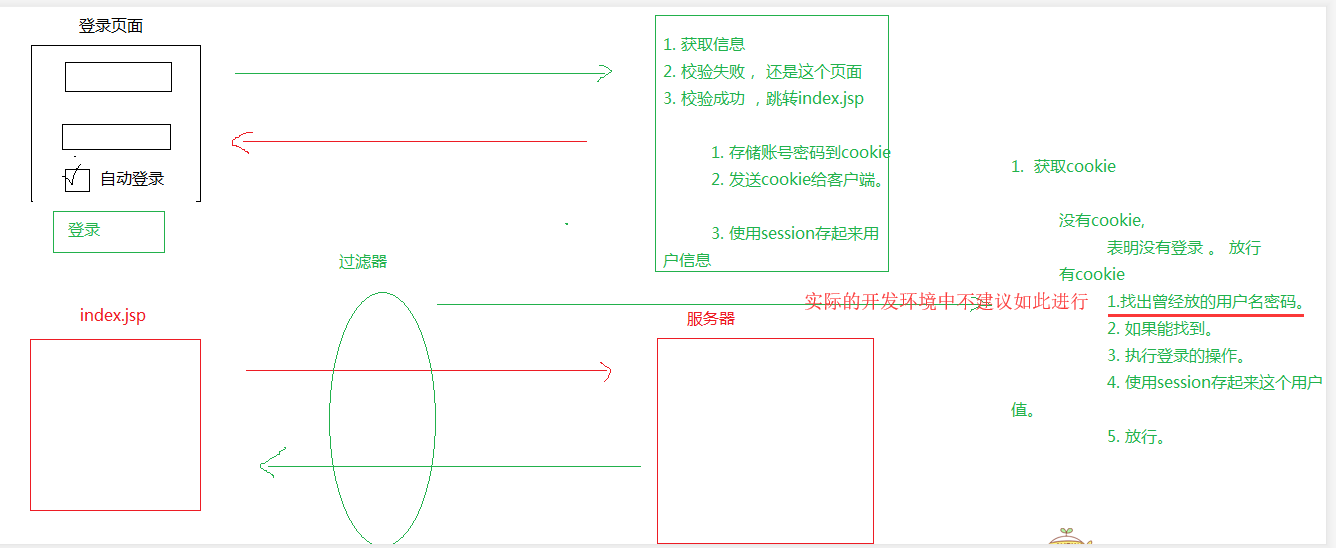 登录页面
自动登录
登录
1. 获取信息
2. 校验失败 ， 还是这个页面
3. 校验成功 ，跳转index.jsp
1. 存储账号密码到cookie
2. 发送cookie给客户端。
3. 使用session存起来用
户信息
1. 获取cookie
没有cookie,
表明没有登录 。 放行
有cookie
1.找出曾经放的用户名密码。
2. 如果能找到。
3. 执行登录的操作。
4. 使用session存起来这个用户
值。
5. 放行。
实际的开发环境中不建议如此进行
过滤器
index.jsp
服务器